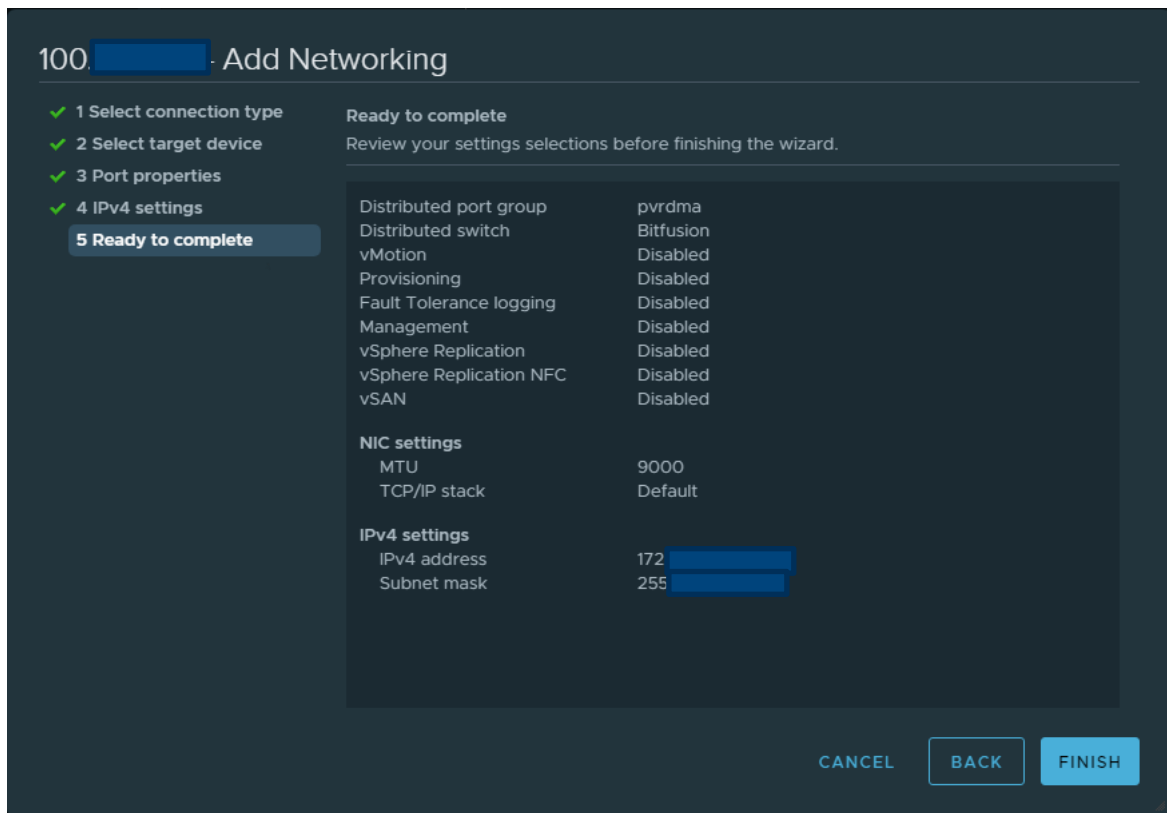 100. - Add Networking
1 Select connection type
2 Select target device
3 Port properties
4 IPv4 settings
5 Ready to complete
Ready to complete
Review your settings selections before finishing the wizard.
Distributed port group pvrdma
Distributed switch Bitfusion
vMotion Disabled
Provisioning Disabled
Fault Tolerance logging Disabled
Management Disabled
vSphere Replication Disabled
vSphere Replication NFC Disabled
vSAN Disabled
NIC settings
MTU 9000
TCP/IP stack Default
IPv4 settings
IPv4 address 172
Subnet mask 255
CANCEL BACK FINISH